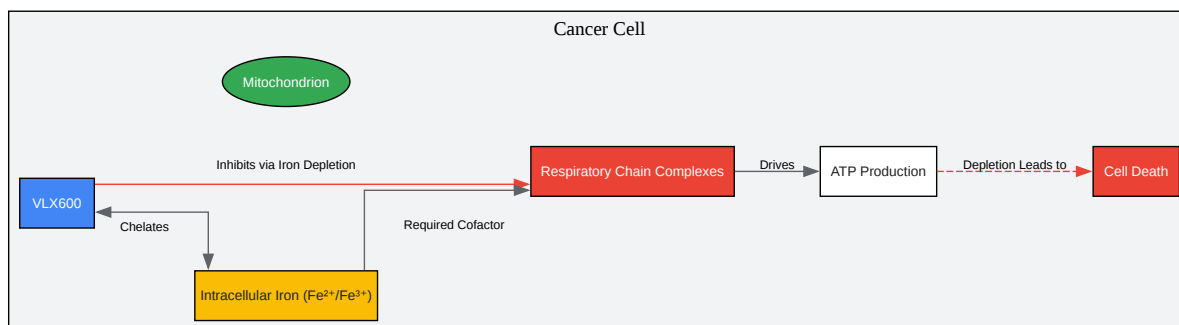 Cancer Cell
Mitochondrion
Inhibits via Iron Depletion
Respiratory Chain Complexes
Drives
ATP Production
Depletion Leads to
Cell Death
VLX600
Chelates
Required Cofactor
Intracellular Iron (Fe²⁺/Fe³⁺)